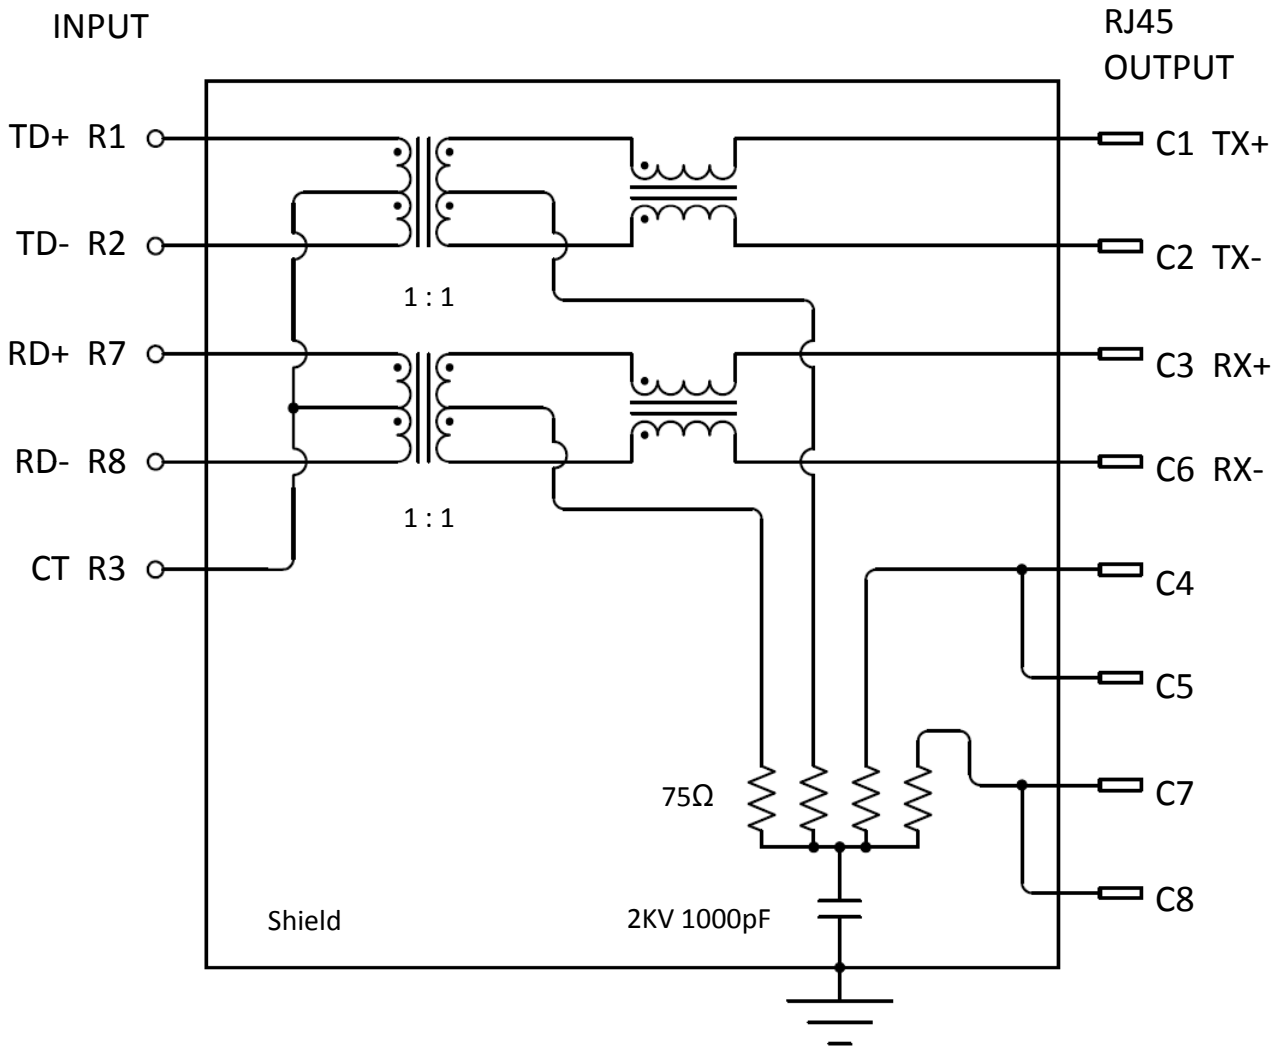 INPUT
RJ45
OUTPUT
TD+ R1
C1 TX+
TD- R2
C2 TX-
1 : 1
RD+ R7
C3 RX+
RD- R8
C6 RX-
1 : 1
CT R3
C4
C5
75Ω
C7
C8
Shield
2KV 1000pF